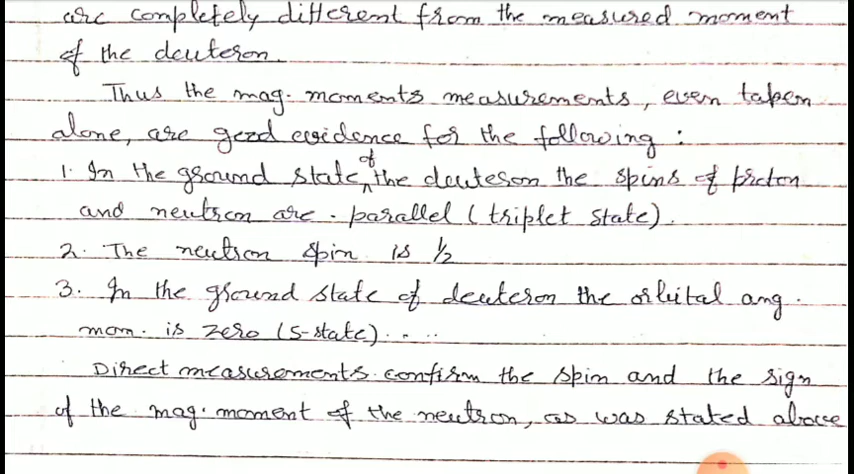 are completely different from the measured moment
of the deuteron.
Thus the mag. moments measurements, even taken
alone, are good evidence for the following :
1. In the ground state of the deuteron the spins of proton
and neutron are . parallel (triplet state).
2. The neutron spin is ½
3. In the ground state of deuteron the orbital ang.
mom. is zero (S-state) . . ..
Direct measurements confirm the spin and the sign
of the mag. moment of the neutron, as was stated above